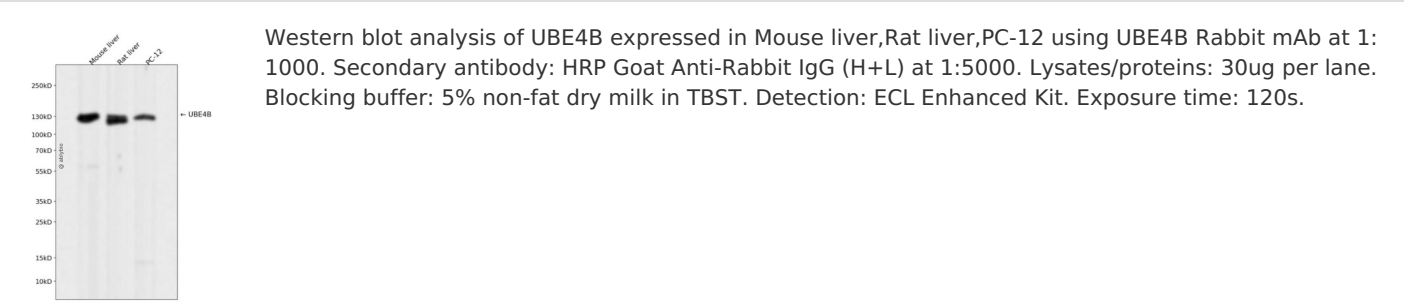 Western blot analysis of UBE4B expressed in Mouse liver,Rat liver,PC-12 using UBE4B Rabbit mAb at 1:
1000. Secondary antibody: HRP Goat Anti-Rabbit IgG (H+L) at 1:5000. Lysates/proteins: 30ug per lane.
Blocking buffer: 5% non-fat dry milk in TBST. Detection: ECL Enhanced Kit. Exposure time: 120s.
Mouse liver
Rat liver
PC-12
250kD
130kD
← UBE4B
100kD
70kD
55kD
35kD
25kD
15kD
10kD